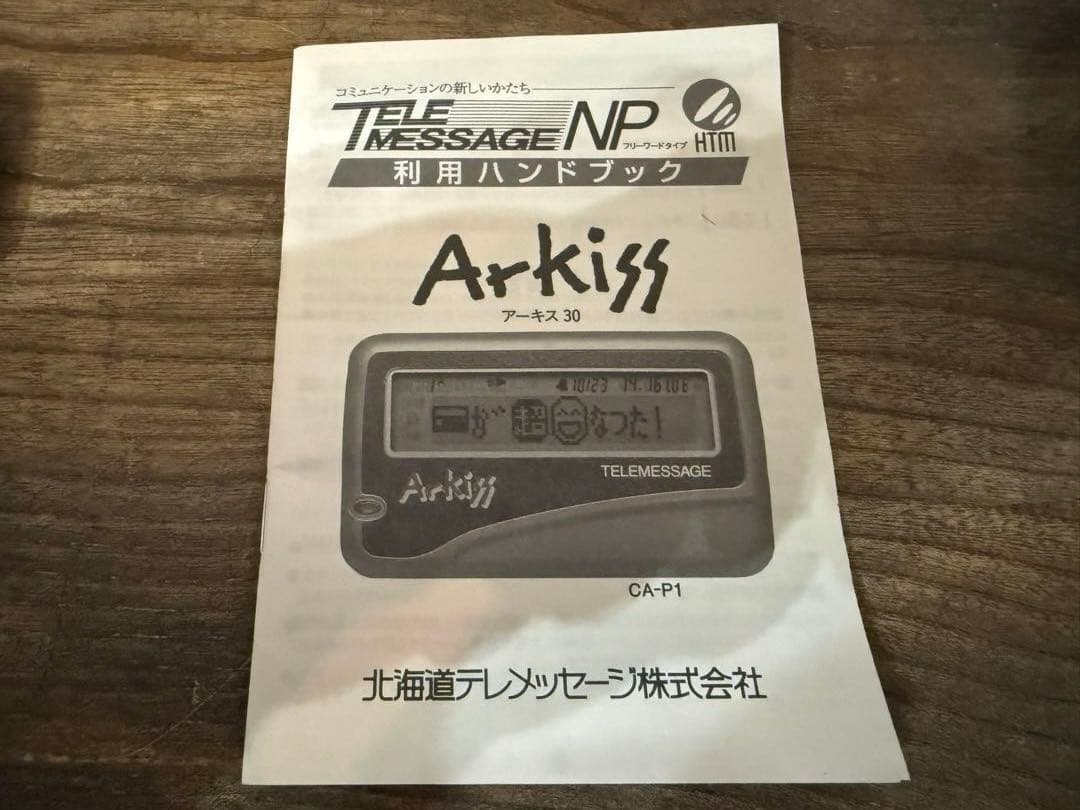 コミュニケーションの新しいかたち
TELE MESSAGE NP
フリーワードタイプ
HTM
利用ハンドブック
Arkiss
アーキス 30
10/23 14:16
が 超 なった!
TELEMESSAGE
Arkiss
CA-P1
北海道テレメッセージ株式会社